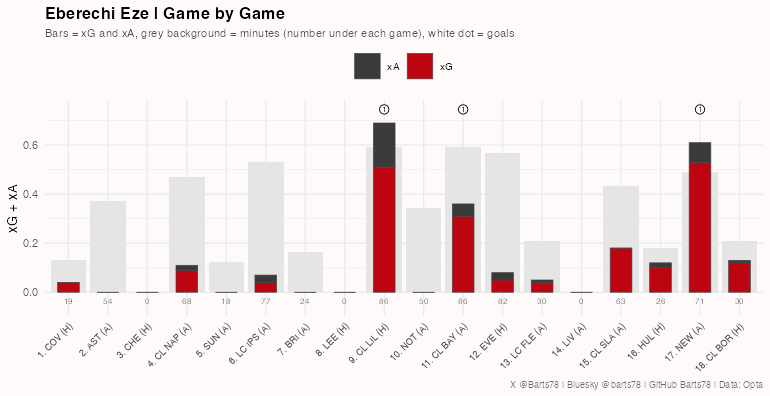 Eberechi Eze | Game by Game
Bars = xG and xA, grey background = minutes (number under each game), white dot = goals
xA xG
1 1 1
xG + xA
0.6
0.4
0.2
0.0
19 54 0 68 18 77 24 0 86 50 86 82 30 0 63 26 71 30
1. COV (H)
2. AST (A)
3. CHE (H)
4. CL NAP (A)
5. SUN (A)
6. LC IPS (A)
7. BRI (A)
8. LEE (H)
9. CL LIL (H)
10. NOT (A)
11. CL BAY (A)
12. EVE (H)
13. LC FLE (A)
14. LIV (A)
15. CL SLA (A)
16. HUL (H)
17. NEW (A)
18. CL BOR (H)
X @Barts78 | Bluesky @barts78 | GitHub Barts78 | Data: Opta